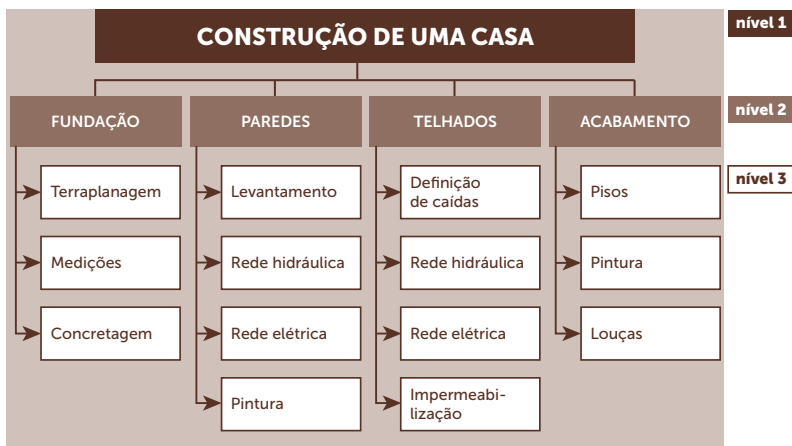 CONSTRUÇÃO DE UMA CASA
nível 1
FUNDAÇÃO
PAREDES
TELHADOS
ACABAMENTO
nível 2
Terraplanagem
Levantamento
Definição
de caídas
Pisos
nível 3
Medições
Rede hidráulica
Rede hidráulica
Pintura
Concretagem
Rede elétrica
Rede elétrica
Louças
Pintura
Impermeabi-
lização